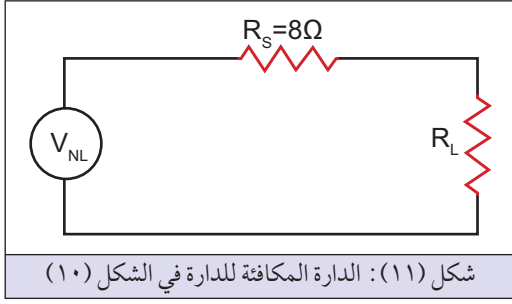 R_S=8Ω
V_NL
R_L
شكل (١١): الدارة المكافئة للدارة في الشكل (١٠)